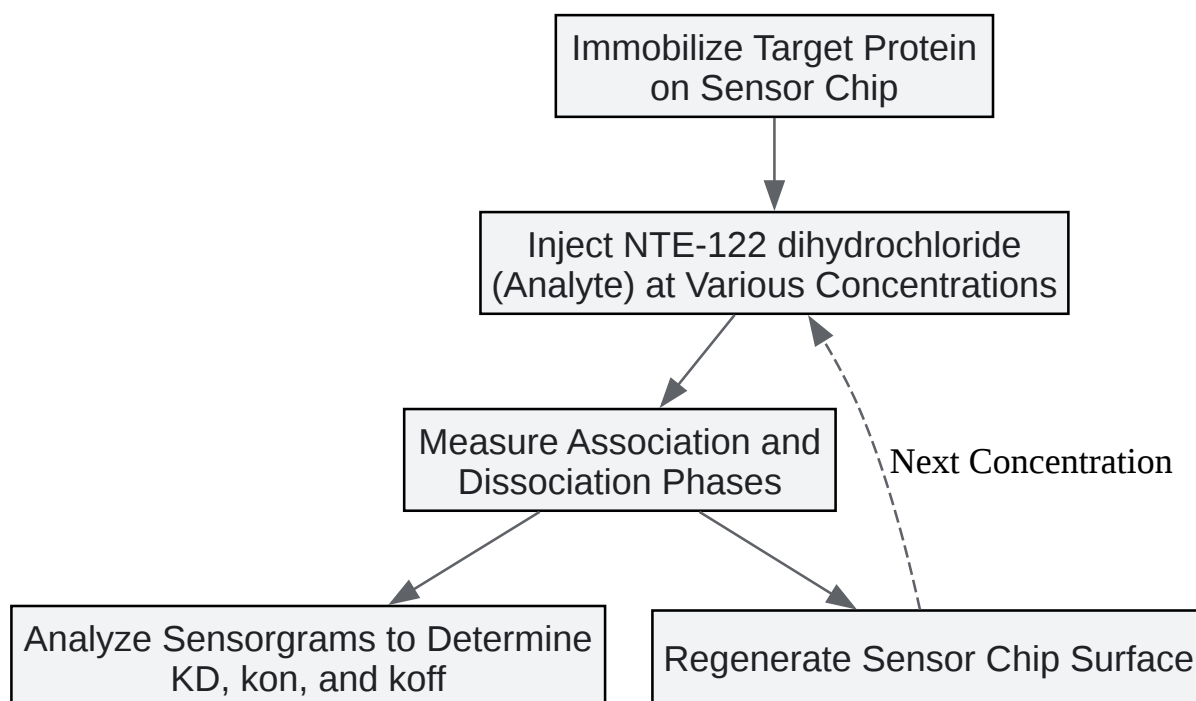 Immobilize Target Protein
on Sensor Chip
Inject NTE-122 dihydrochloride
(Analyte) at Various Concentrations
Measure Association and
Dissociation Phases
Next Concentration
Analyze Sensorgrams to Determine
KD, kon, and koff
Regenerate Sensor Chip Surface